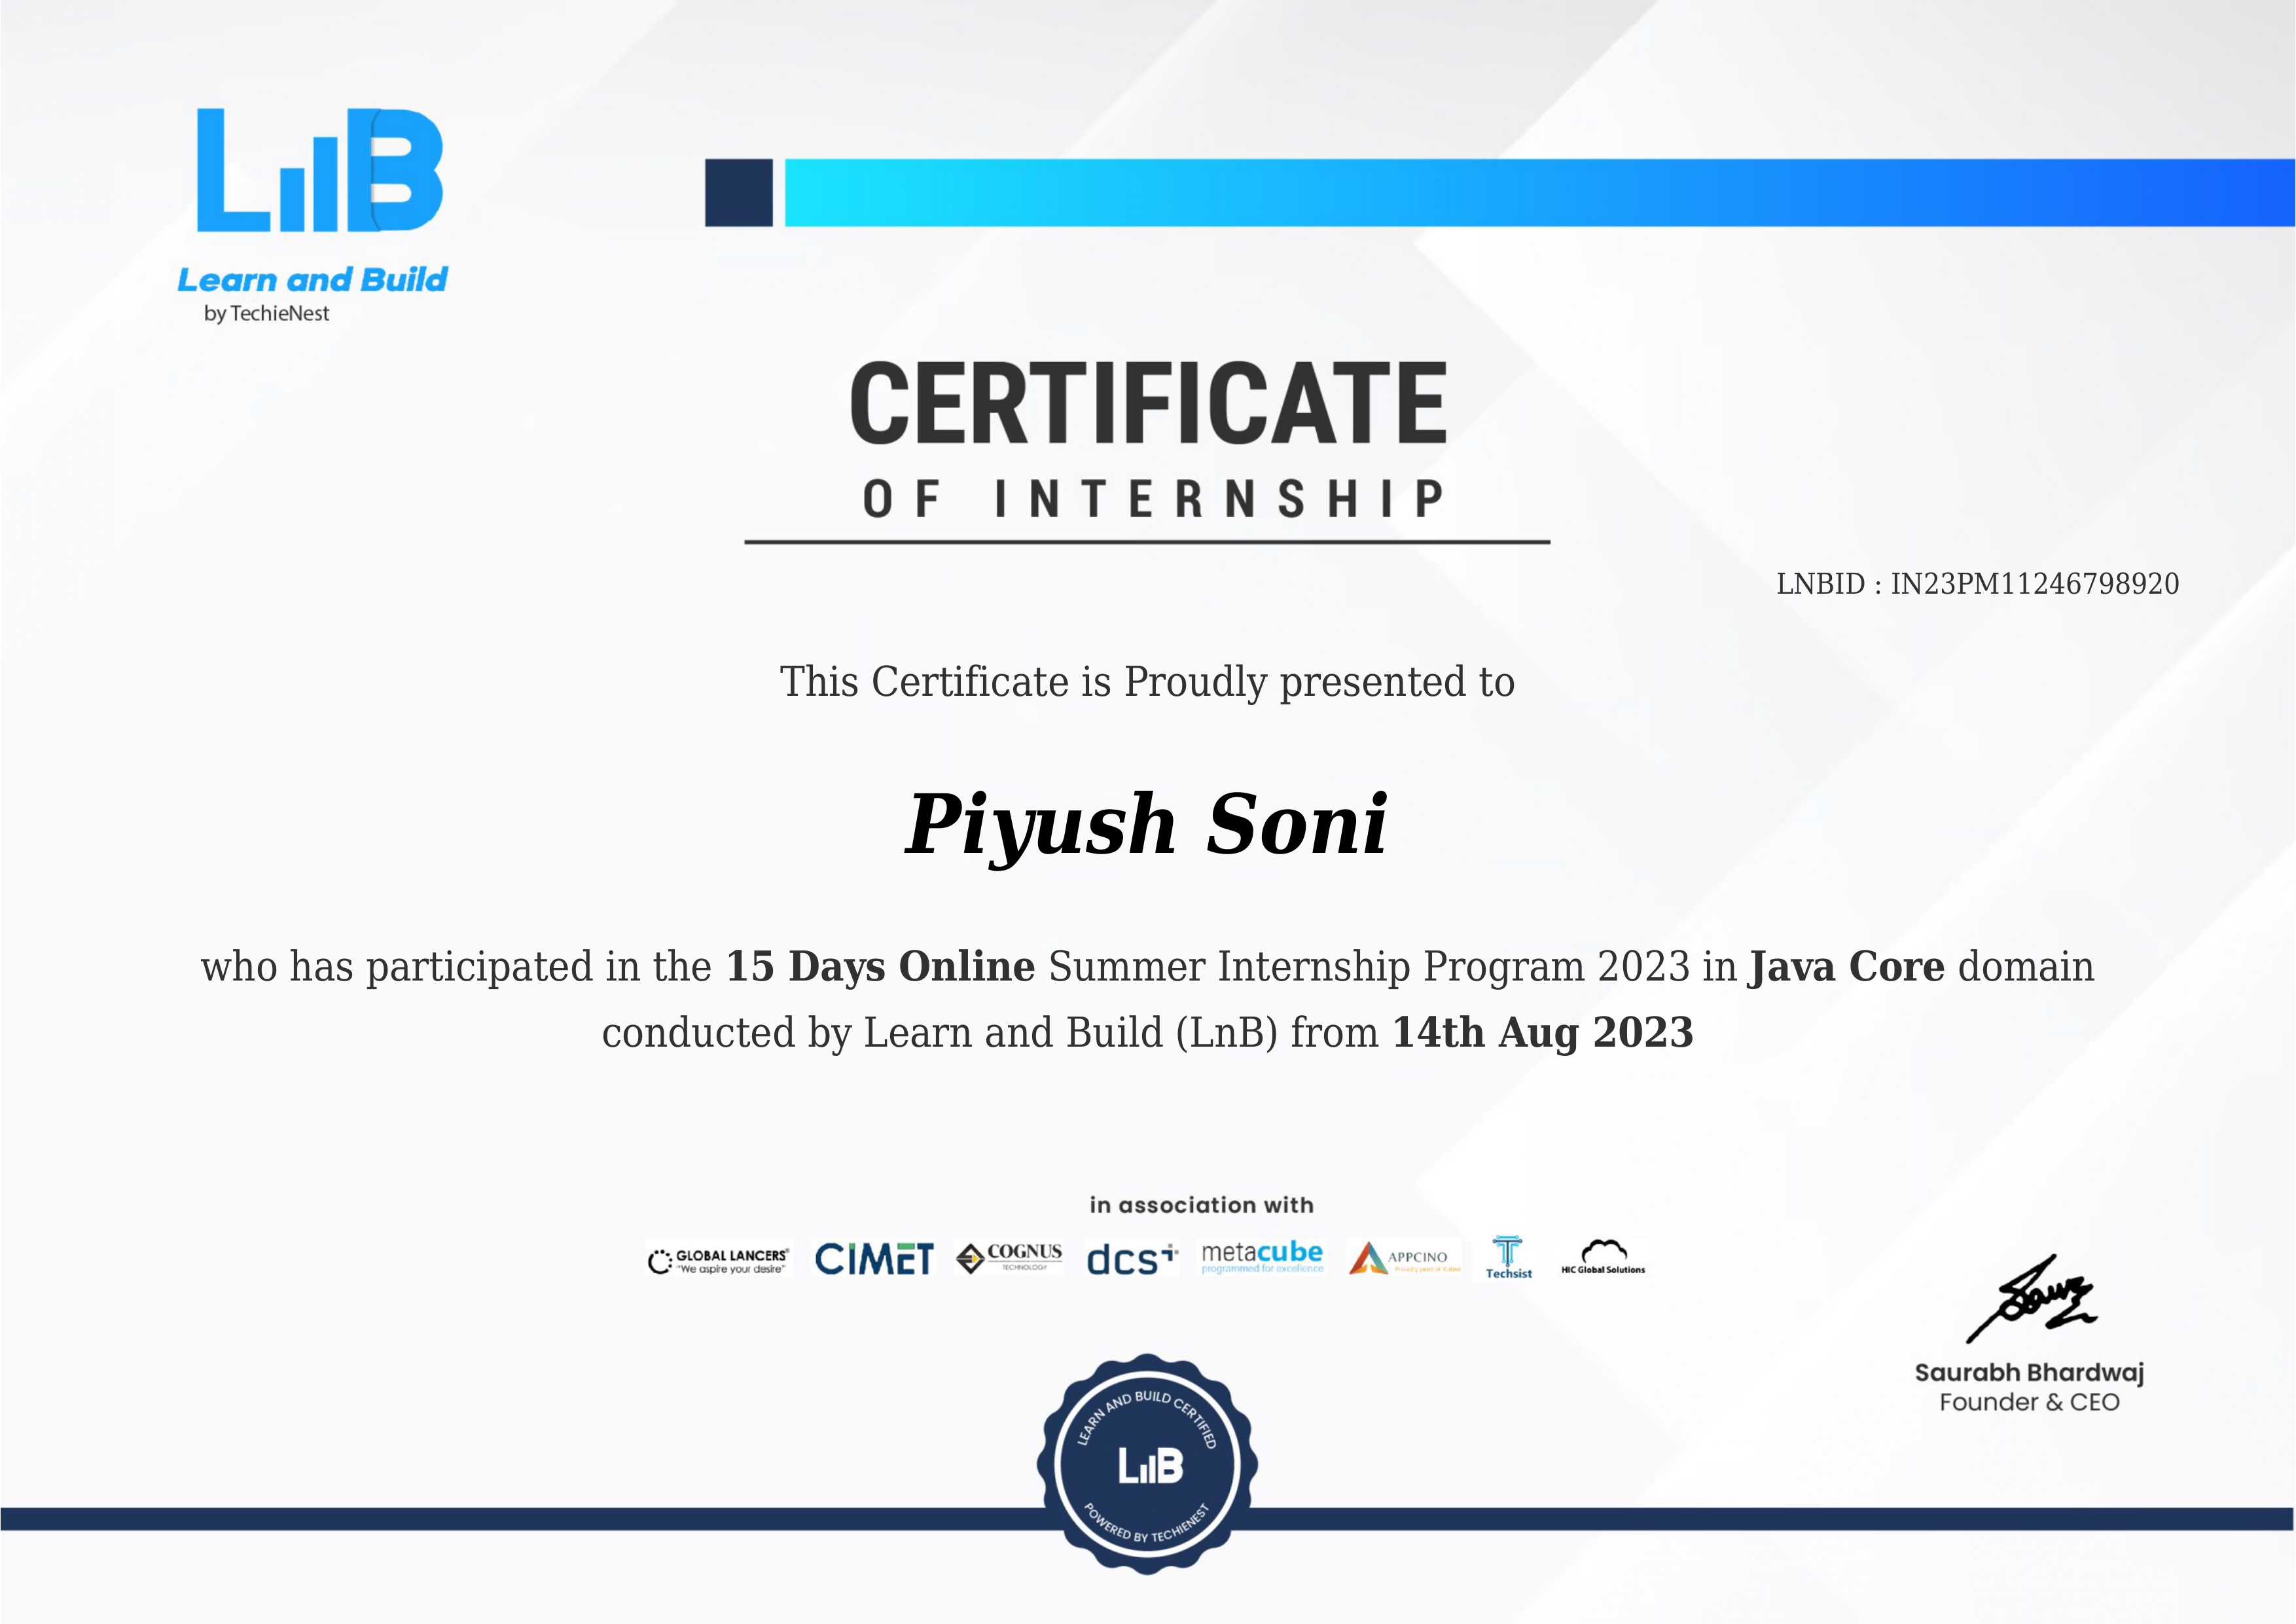 LnB
Learn and Build
by TechieNest
CERTIFICATE
OF INTERNSHIP
LNBID : IN23PM11246798920
This Certificate is Proudly presented to
Piyush Soni
who has participated in the 15 Days Online Summer Internship Program 2023 in Java Core domain
conducted by Learn and Build (LnB) from 14th Aug 2023
in association with
GLOBAL LANCERS®
"We aspire your desire"
CIMET
COGNUS
TECHNOLOGY
dcsi
metacube
programmed for excellence
APPCINO
Techsist
HIC Global Solutions
Saurabh Bhardwaj
Founder & CEO
LEARN AND BUILD CERTIFIED
LnB
POWERED BY TECHIENEST